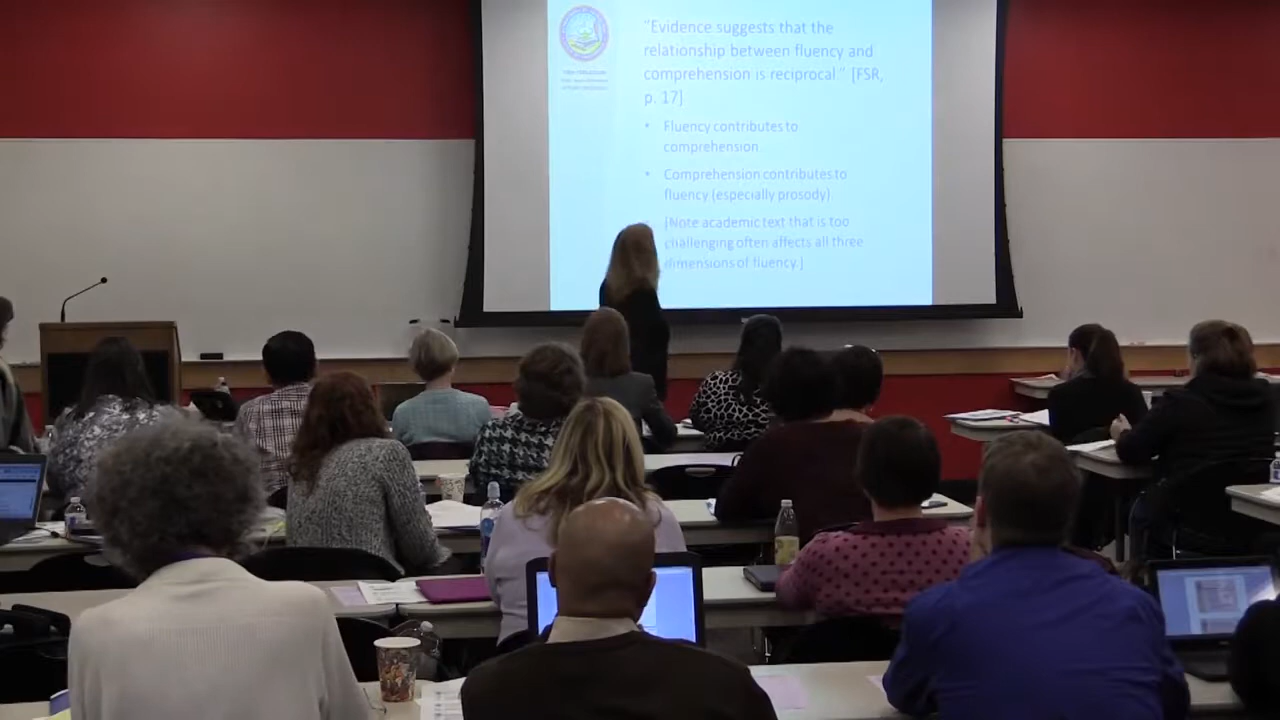 "Evidence suggests that the
relationship between fluency and
comprehension is reciprocal." [FSR,
p. 17]
• Fluency contributes to
comprehension.
• Comprehension contributes to
fluency (especially prosody).
• [Note academic text that is too
challenging often affects all three
dimensions of fluency.]